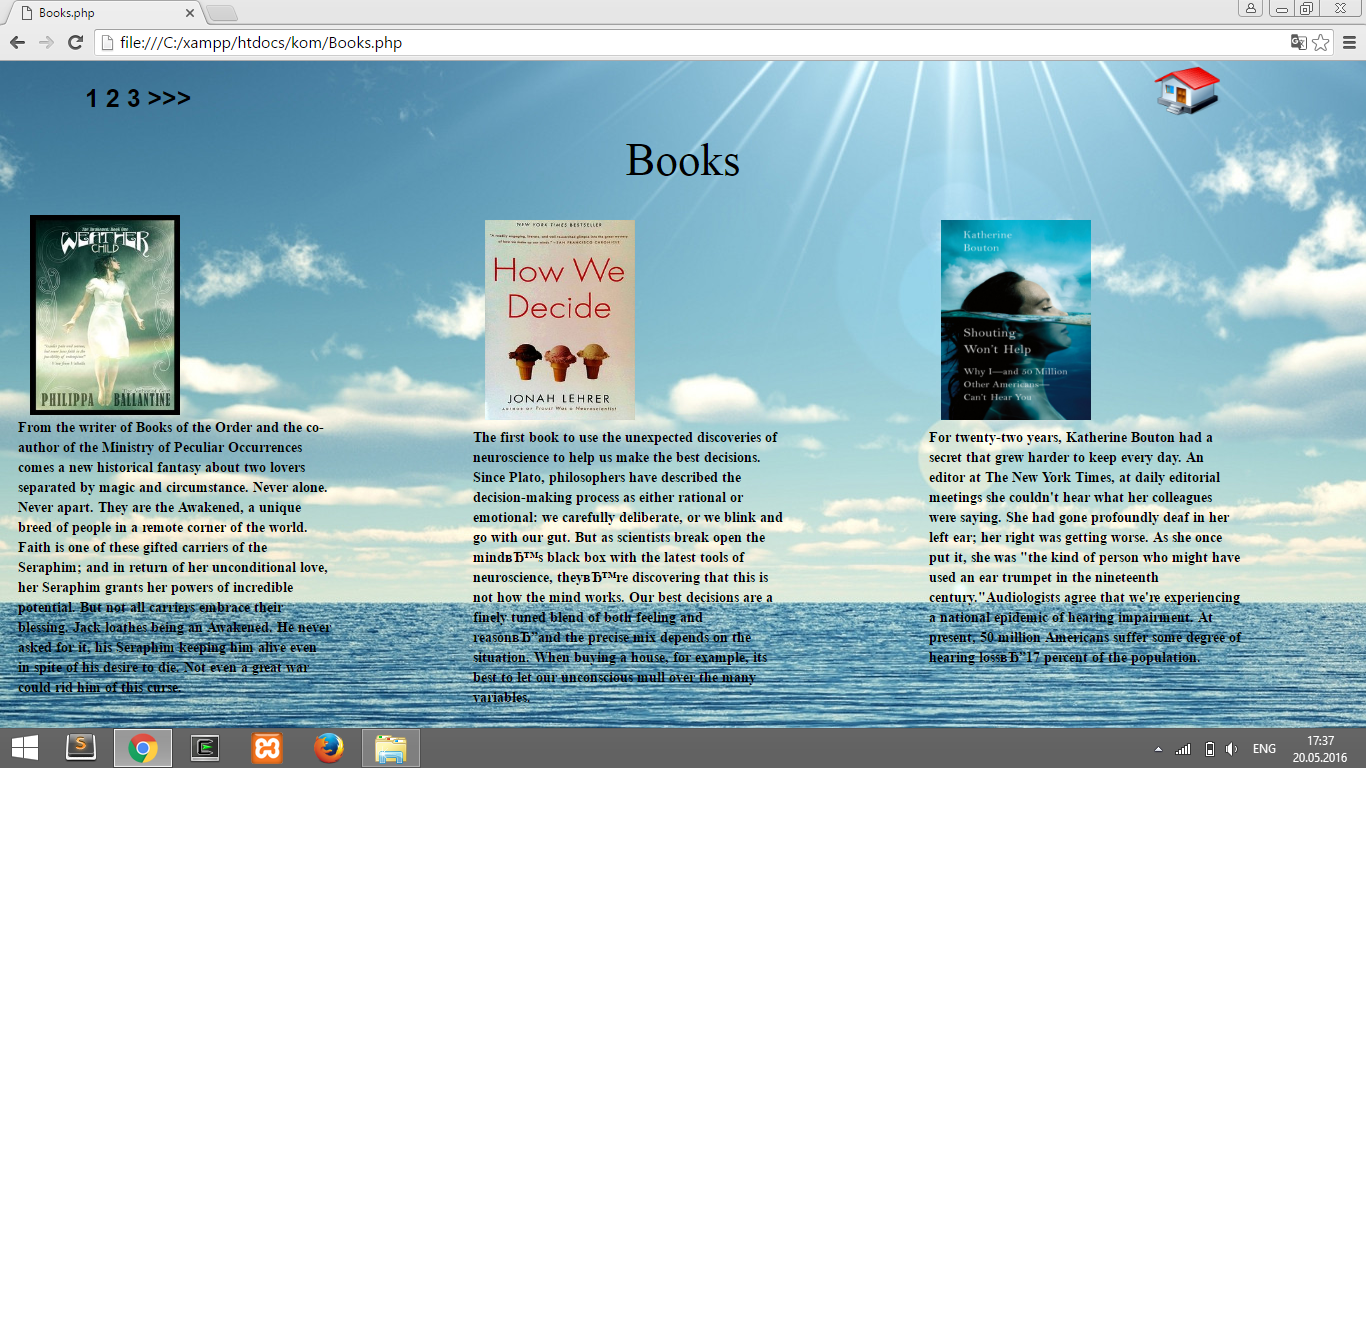 Books.php
file:///C:/xampp/htdocs/kom/Books.php
1 2 3 >>>
Books
The Awakened: Book One
WEATHER
CHILD
PHILIPPA BALLANTINE
From the writer of Books of the Order and the co-
author of the Ministry of Peculiar Occurrences
comes a new historical fantasy about two lovers
separated by magic and circumstance. Never alone.
Never apart. They are the Awakened, a unique
breed of people in a remote corner of the world.
Faith is one of these gifted carriers of the
Seraphim; and in return of her unconditional love,
her Seraphim grants her powers of incredible
potential. But not all carriers embrace their
blessing. Jack loathes being an Awakened. He never
asked for it, his Seraphim keeping him alive even
in spite of his desire to die. Not even a great war
could rid him of this curse.
NEW YORK TIMES BESTSELLER
How We
Decide
JONAH LEHRER
AUTHOR OF Proust Was a Neuroscientist
The first book to use the unexpected discoveries of
neuroscience to help us make the best decisions.
Since Plato, philosophers have described the
decision-making process as either rational or
emotional: we carefully deliberate, or we blink and
go with our gut. But as scientists break open the
mindвЂ™s black box with the latest tools of
neuroscience, theyвЂ™re discovering that this is
not how the mind works. Our best decisions are a
finely tuned blend of both feeling and
reasonвЂ”and the precise mix depends on the
situation. When buying a house, for example, its
best to let our unconscious mull over the many
variables.
Katherine
Bouton
Shouting
Won't Help
Why I—and 50 Million
Other Americans—
Can't Hear You
For twenty-two years, Katherine Bouton had a
secret that grew harder to keep every day. An
editor at The New York Times, at daily editorial
meetings she couldn't hear what her colleagues
were saying. She had gone profoundly deaf in her
left ear; her right was getting worse. As she once
put it, she was "the kind of person who might have
used an ear trumpet in the nineteenth
century."Audiologists agree that we're experiencing
a national epidemic of hearing impairment. At
present, 50 million Americans suffer some degree of
hearing lossвЂ”17 percent of the population.
ENG
17:37
20.05.2016